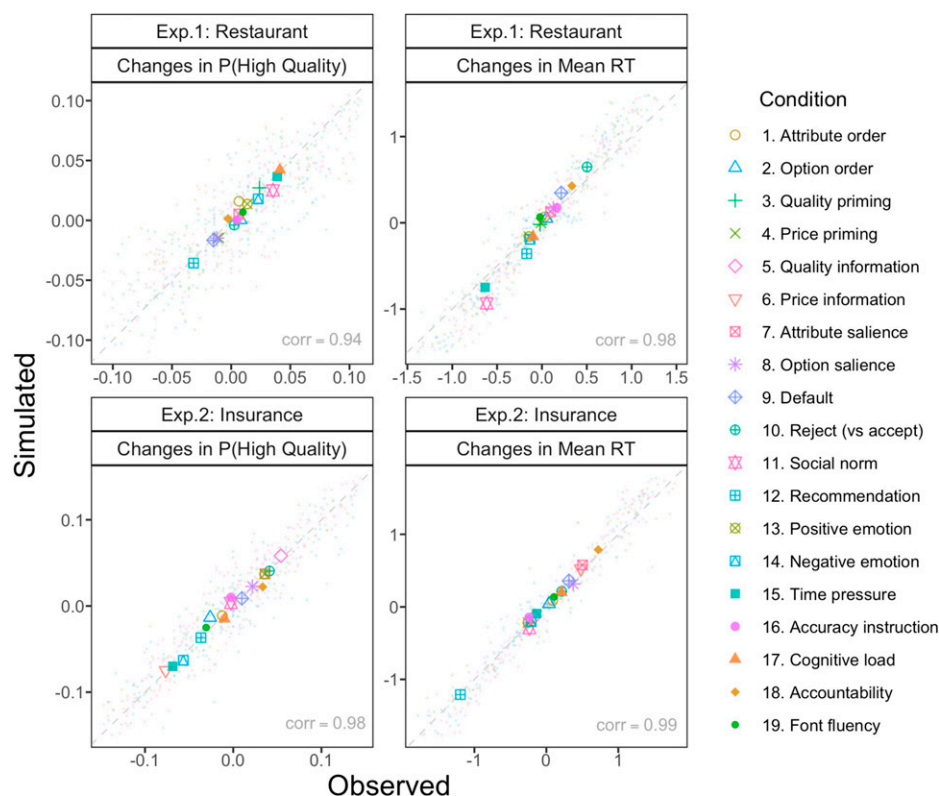 Exp.1: Restaurant
Changes in P(High Quality)
0.10
0.05
0.00
-0.05
-0.10
corr = 0.94
-0.10 -0.05 0.00 0.05 0.10
Exp.1: Restaurant
Changes in Mean RT
1
0
-1
corr = 0.98
-1.5 -1.0 -0.5 0.0 0.5 1.0 1.5
Exp.2: Insurance
Changes in P(High Quality)
0.1
0.0
-0.1
corr = 0.98
-0.1 0.0 0.1
Exp.2: Insurance
Changes in Mean RT
1
0
-1
corr = 0.99
-1 0 1
Simulated
Observed
Condition
1. Attribute order
2. Option order
3. Quality priming
4. Price priming
5. Quality information
6. Price information
7. Attribute salience
8. Option salience
9. Default
10. Reject (vs accept)
11. Social norm
12. Recommendation
13. Positive emotion
14. Negative emotion
15. Time pressure
16. Accuracy instruction
17. Cognitive load
18. Accountability
19. Font fluency